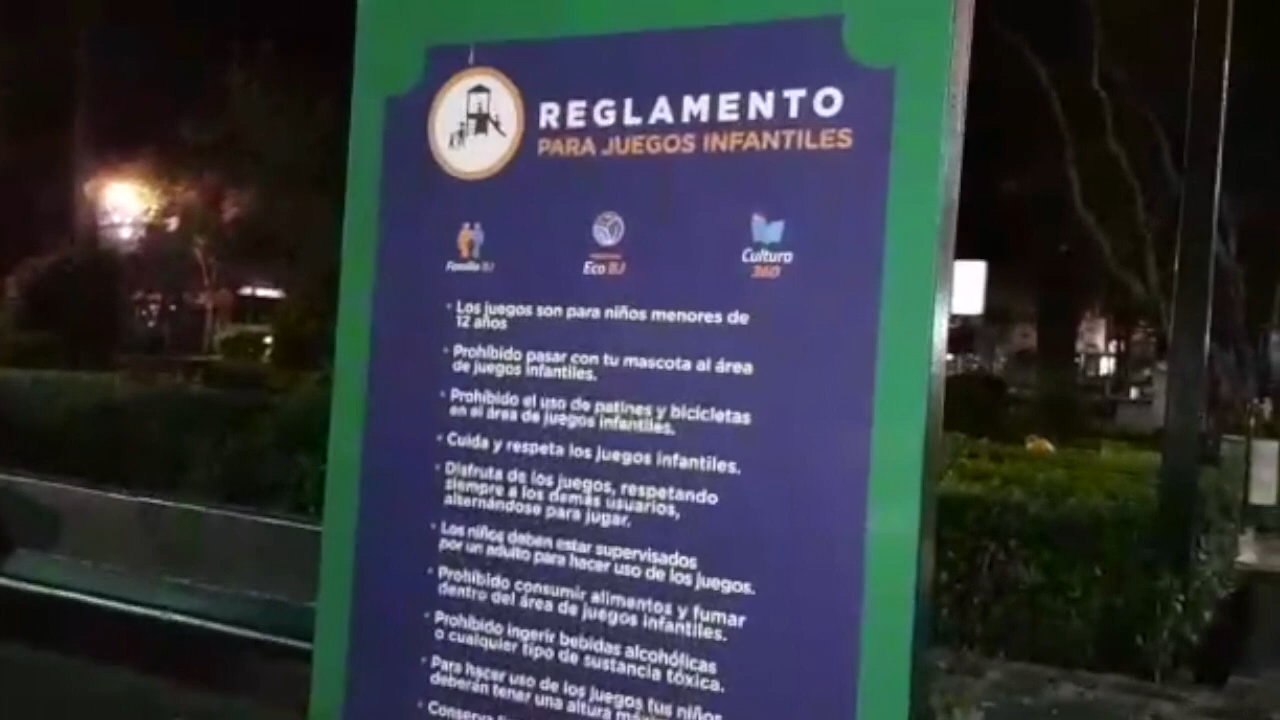 REGLAMENTO
PARA JUEGOS INFANTILES
Familia BJ
Eco BJ
Cultura
360
· Los juegos son para niños menores de
12 años
· Prohibido pasar con tu mascota al área
de juegos infantiles.
· Prohibido el uso de patines y bicicletas
en el área de juegos infantiles.
· Cuida y respeta los juegos infantiles.
· Disfruta de los juegos, respetando
siempre a los demás usuarios,
alternándose para jugar.
· Los niños deben estar supervisados
por un adulto para hacer uso de los juegos.
· Prohibido consumir alimentos y fumar
dentro del área de juegos infantiles.
· Prohibido ingerir bebidas alcohólicas
o cualquier tipo de sustancia tóxica.
· Para hacer uso de los juegos tus niños
deberán tener una altura
· Conserva